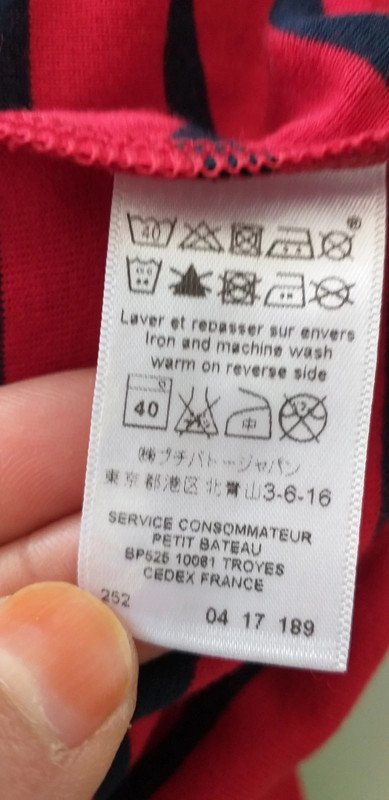 40
®
Laver et repasser sur envers
Iron and machine wash
warm on reverse side
40 中
㈱プチバトージャパン
東京都港区北青山3-6-16
SERVICE CONSOMMATEUR
PETIT BATEAU
BP525 10081 TROYES
CEDEX FRANCE
252
04 17 189